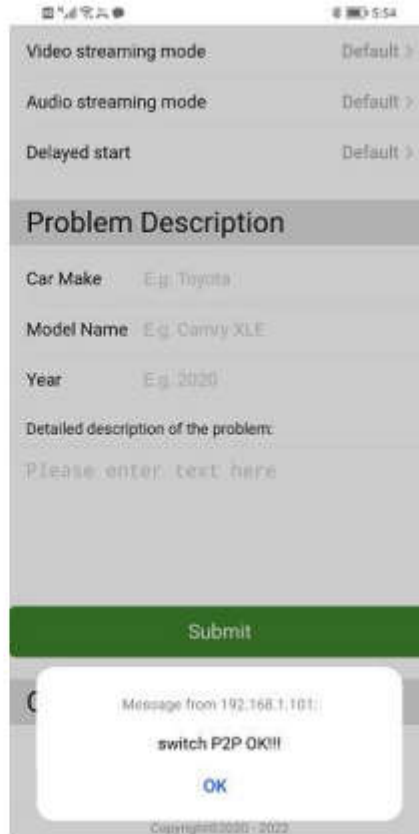 5:54
Video streaming mode Default >
Audio streaming mode Default >
Delayed start Default >
Problem Description
Car Make E.g. Toyota
Model Name E.g. Camry XLE
Year E.g. 2020
Detailed description of the problem:
Please enter text here
Submit
Message from 192.168.1.101:
switch P2P OK!!!
OK
Copyright©2020 - 2022